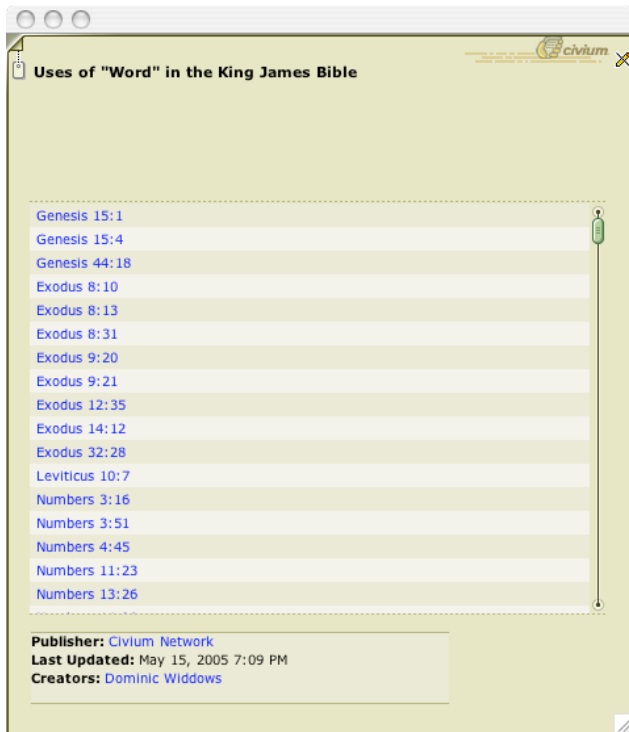 civium
Uses of "Word" in the King James Bible
Genesis 15:1
Genesis 15:4
Genesis 44:18
Exodus 8:10
Exodus 8:13
Exodus 8:31
Exodus 9:20
Exodus 9:21
Exodus 12:35
Exodus 14:12
Exodus 32:28
Leviticus 10:7
Numbers 3:16
Numbers 3:51
Numbers 4:45
Numbers 11:23
Numbers 13:26
Publisher: Civium Network
Last Updated: May 15, 2005 7:09 PM
Creators: Dominic Widdows